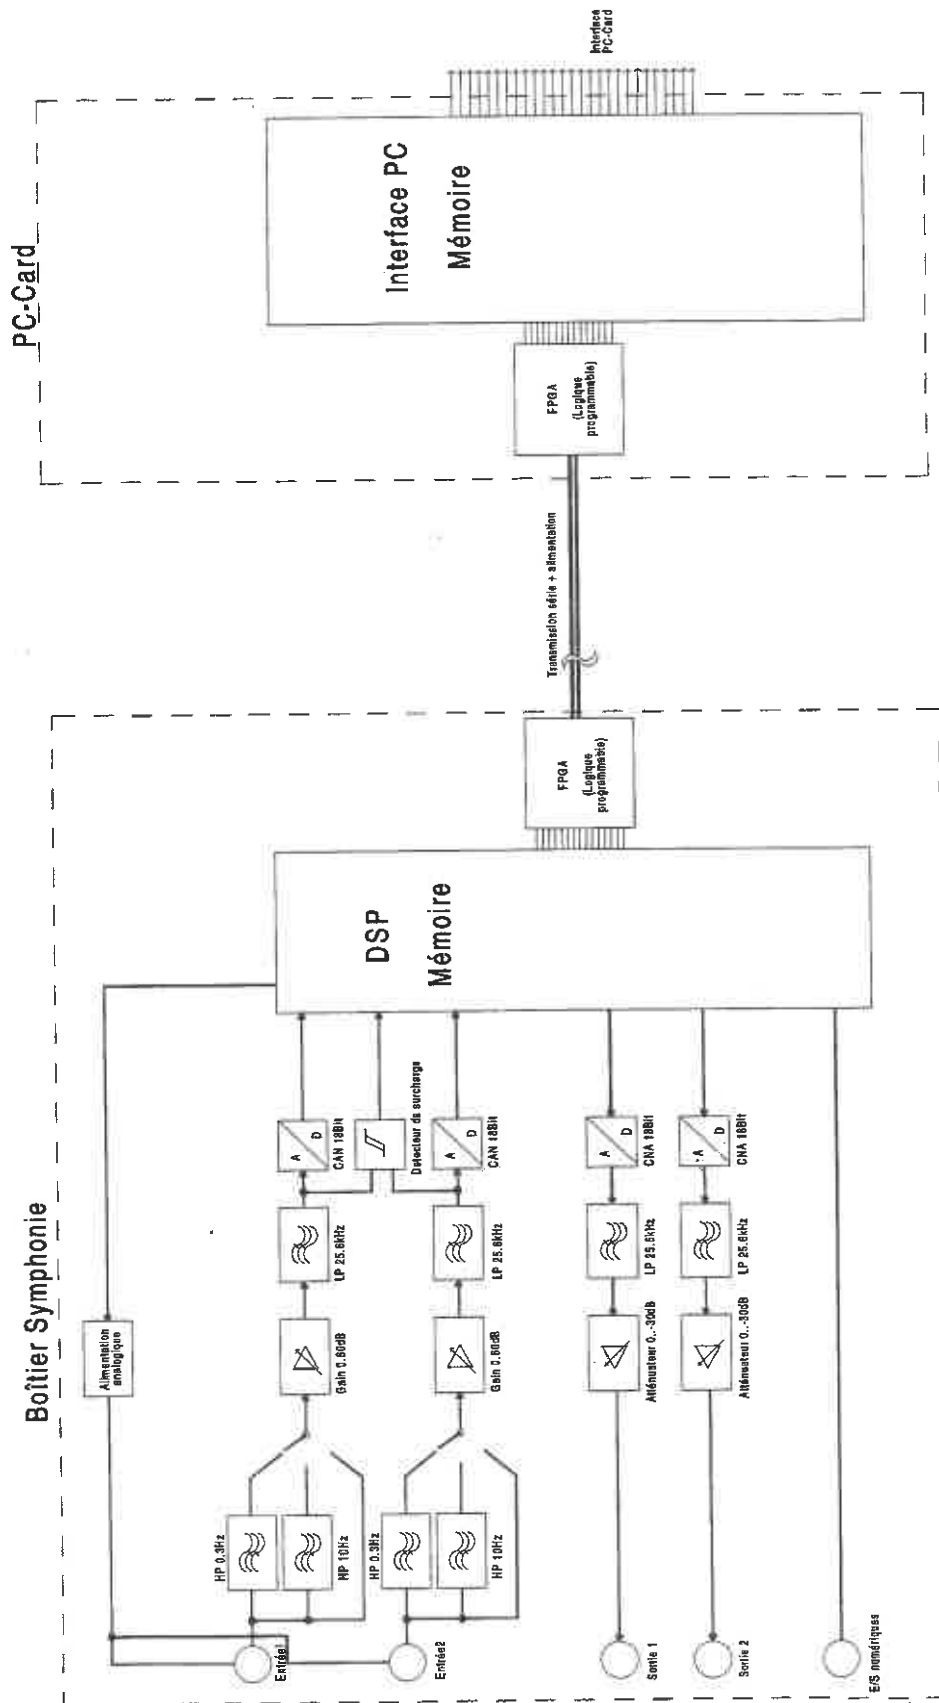 PC-Card
Interface
PC-Card
Interface PC
Mémoire
FPGA
(Logique
programmable)
Transmission série + alimentation
Boîtier Symphonie
FPGA
(Logique
programmable)
DSP
Mémoire
Alimentation
analogique
A
D
CAN 18Bit
Détecteur de surcharge
A
D
CAN 18Bit
A
D
CNA 18Bit
A
D
CNA 18Bit
LP 25.6kHz
LP 25.6kHz
LP 25.6kHz
LP 25.6kHz
Gain 0.60dB
Gain 0.60dB
Atténuateur 0..-30dB
Atténuateur 0..-30dB
HP 0,3Hz
HP 10Hz
HP 0.3Hz
HP 10Hz
Entrée1
Entrée2
Sortie 1
Sortie 2
E/S numériques